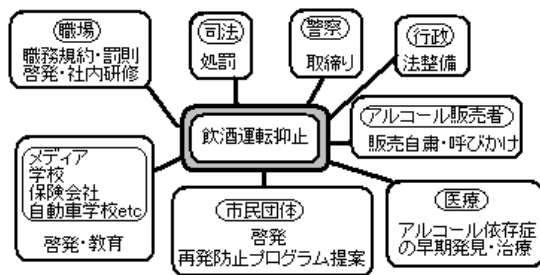 職場
職務規約・罰則
啓発・社内研修
司法
処罰
警察
取締り
行政
法整備
飲酒運転抑止
アルコール販売者
販売自粛・呼びかけ
メディア
学校
保険会社
自動車学校etc
啓発・教育
市民団体
啓発
再発防止プログラム提案
医療
アルコール依存症
の早期発見・治療